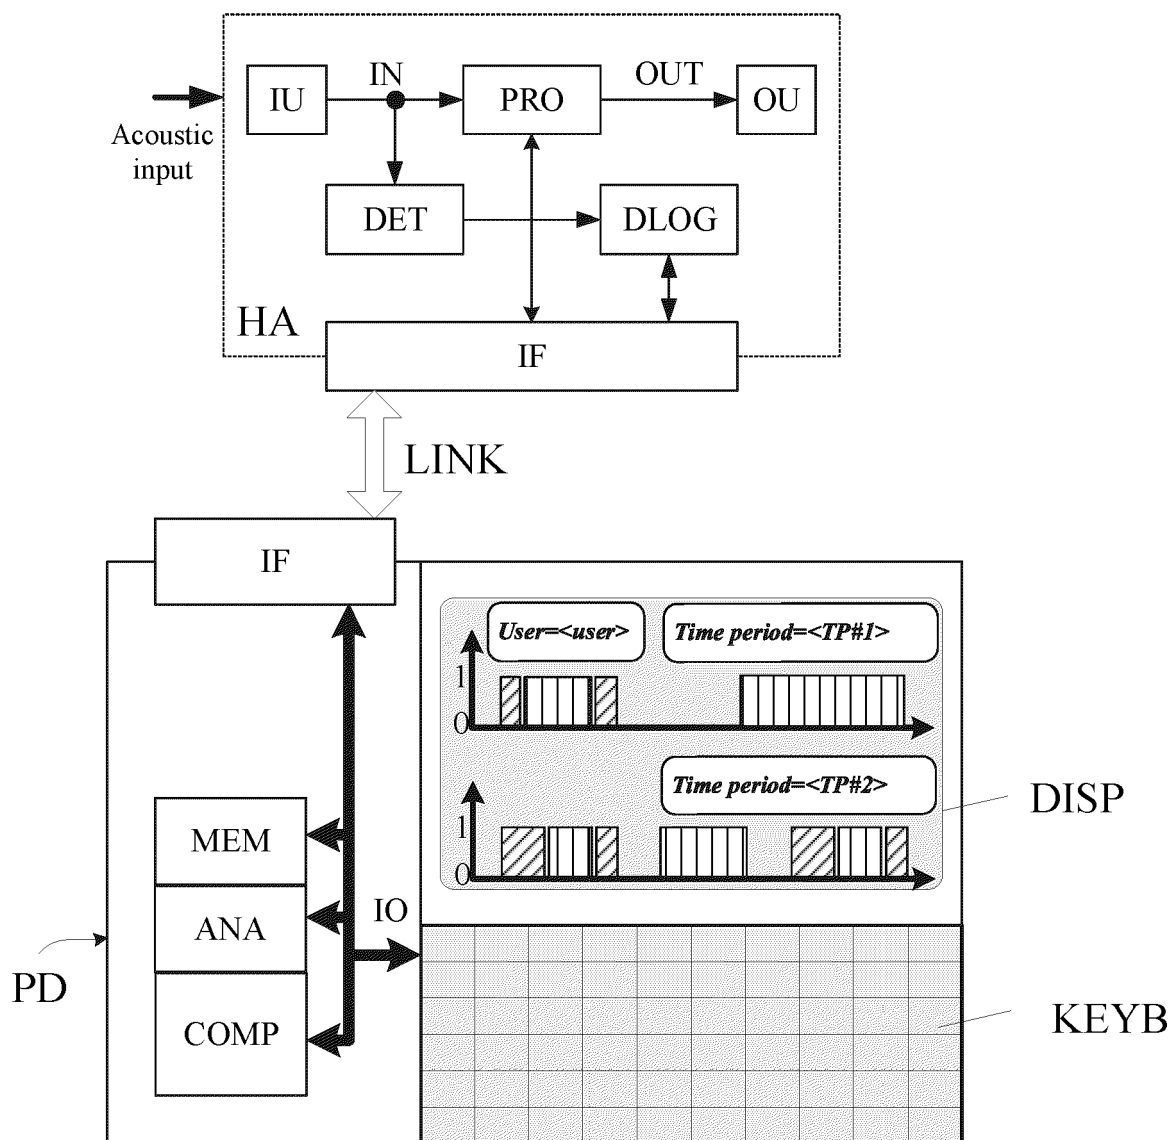 IN
OUT
IU
PRO
OU
Acoustic
input
DET
DLOG
HA
IF
LINK
IF
User=<user>
Time period=<TP#1>
1
0
Time period=<TP#2>
1
0
DISP
MEM
ANA
IO
COMP
PD
KEYB